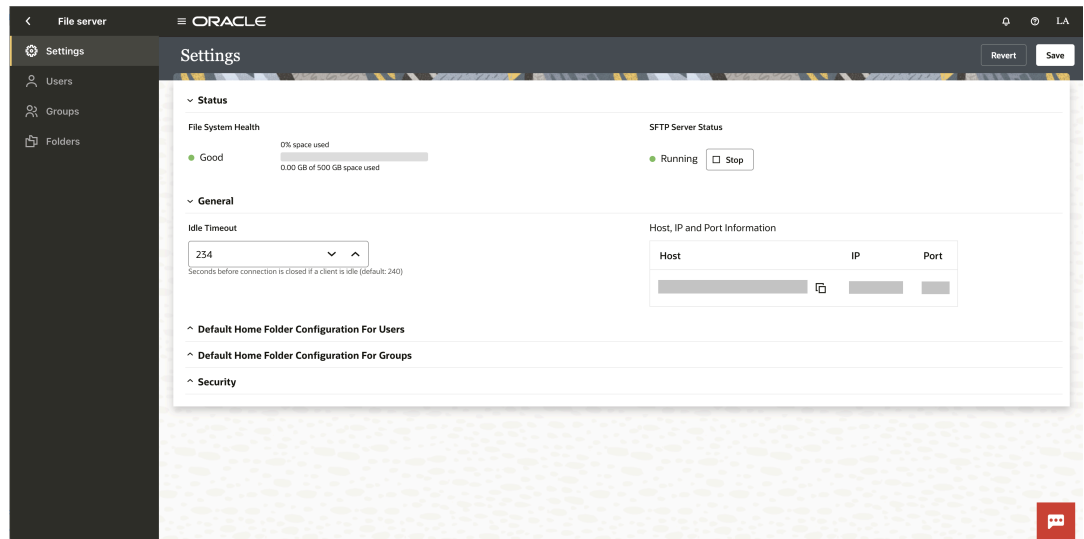 File server
ORACLE
LA
Settings
Users
Groups
Folders
Settings
Revert
Save
Status
File System Health
Good
0% space used
0.00 GB of 500 GB space used
SFTP Server Status
Running
Stop
General
Idle Timeout
234
Seconds before connection is closed if a client is idle (default: 240)
Host, IP and Port Information
Host IP Port
Default Home Folder Configuration For Users
Default Home Folder Configuration For Groups
Security